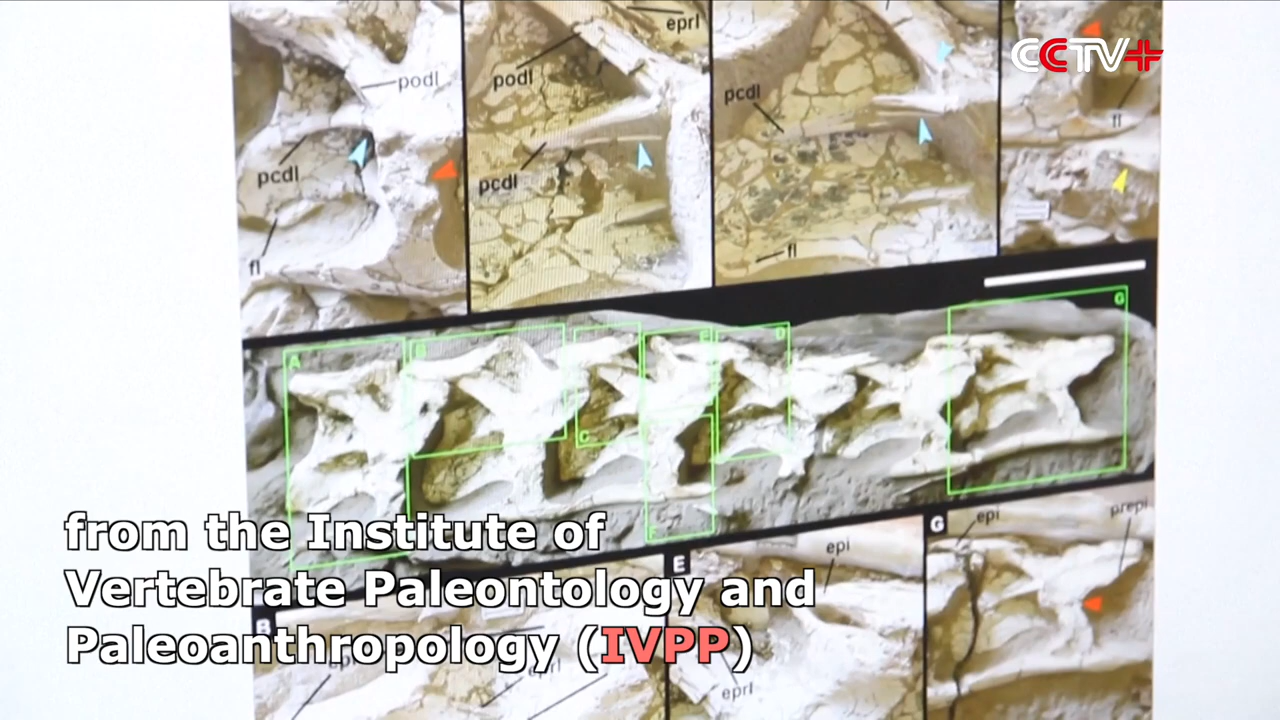 eprl
CCTV+
podl
podl
pcdl
fl
pcdl
pcdl
fl
fl
G
A
E
D
C
from the Institute of
Vertebrate Paleontology and
Paleoanthropology (IVPP)
G
epi
prepi
E
epi
B
eprl
eprl